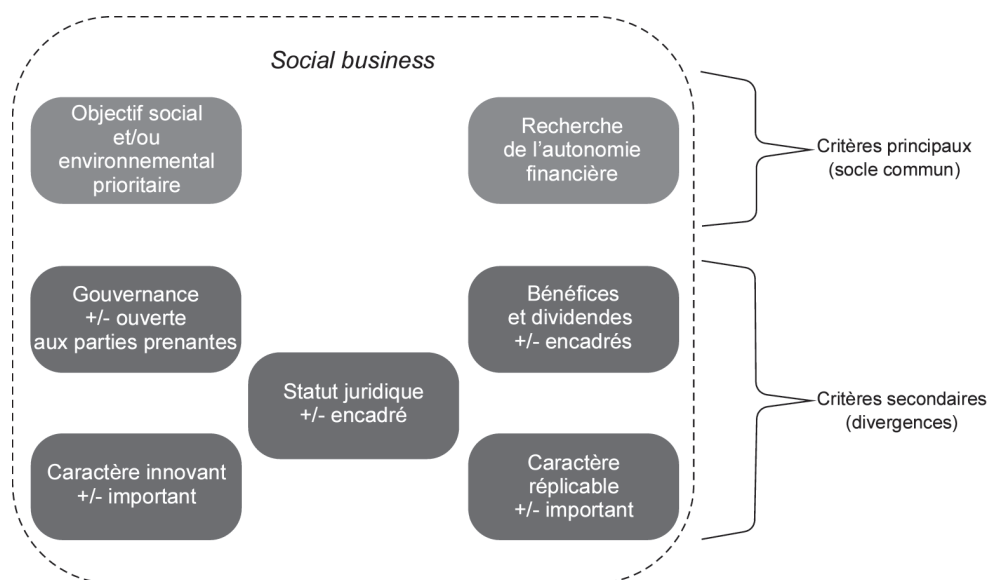 Social business
Objectif social
et/ou
environnemental
prioritaire
Recherche
de l’autonomie
financière
Critères principaux
(socle commun)
Gouvernance
+/- ouverte
aux parties prenantes
Bénéfices
et dividendes
+/- encadrés
Statut juridique
+/- encadré
Critères secondaires
(divergences)
Caractère innovant
+/- important
Caractère
réplicable
+/- important